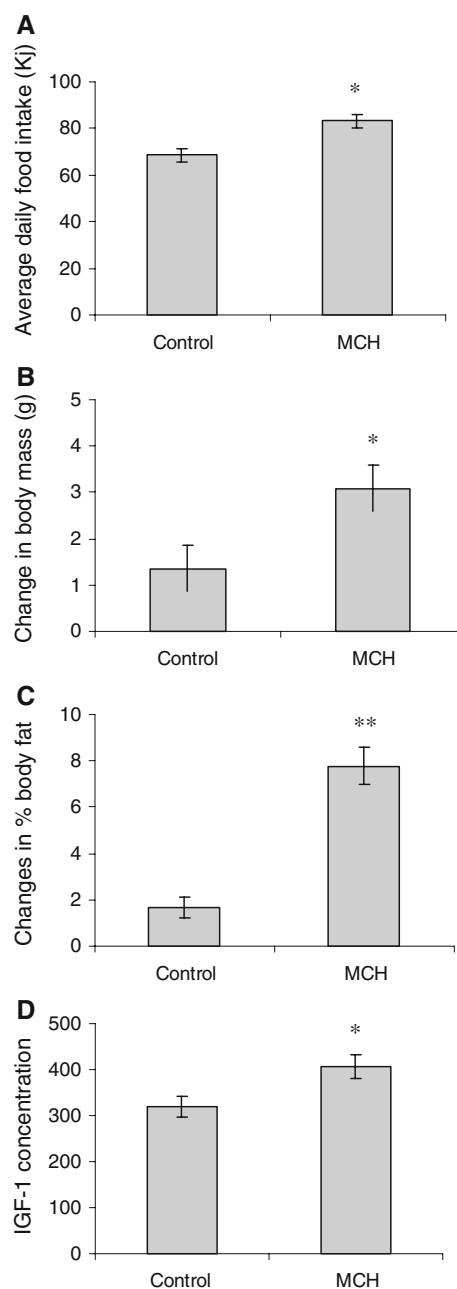 A
Average daily food intake (Kj)
100
80
60
40
20
0
*
Control
MCH
B
Change in body mass (g)
5
4
3
2
1
0
*
Control
MCH
C
Changes in % body fat
10
8
6
4
2
0
**
Control
MCH
D
IGF-1 concentration
500
400
300
200
100
0
*
Control
MCH